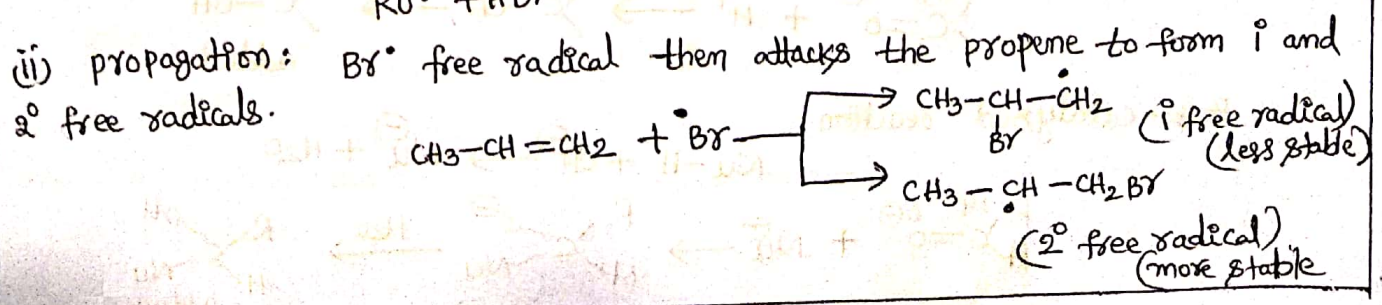 ii) propagation: Br• free radical then attacks the propene to form 1° and
2° free radicals.
CH3–CH=CH2 + •Br
CH3–CH–ĊH2
Br
(1° free radical)
(less stable)
CH3–ĊH–CH2Br
(2° free radical)
(more stable